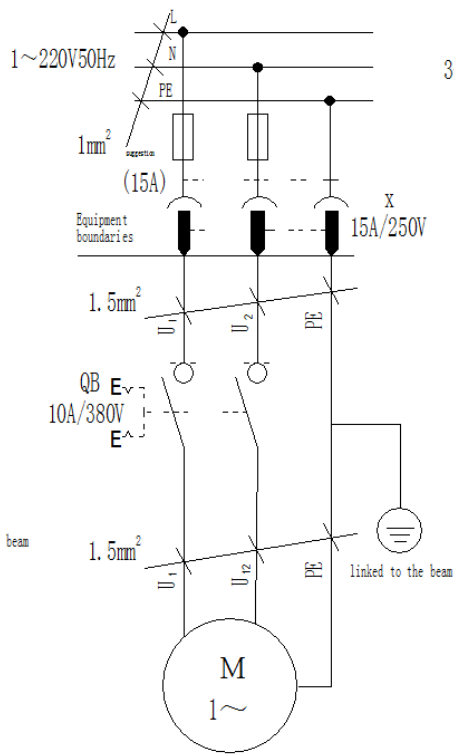 L
1～220V50Hz
N
3
PE
1mm²
suggestion
(15A)
X
15A/250V
Equipment
boundaries
1.5mm²
U₁
U₂
PE
QB
E
10A/380V
E
beam
1.5mm²
U₁
U₁₂
PE
linked to the beam
M
1～